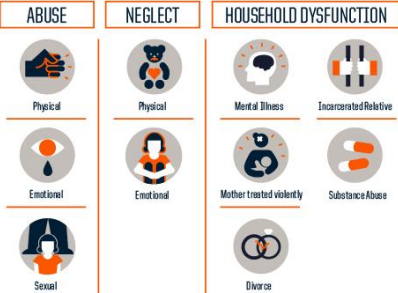 ABUSE
NEGLECT
HOUSEHOLD DYSFUNCTION
Physical
Physical
Mental Illness
Incarcerated Relative
Emotional
Emotional
Mother treated violently
Substance Abuse
Sexual
Divorce